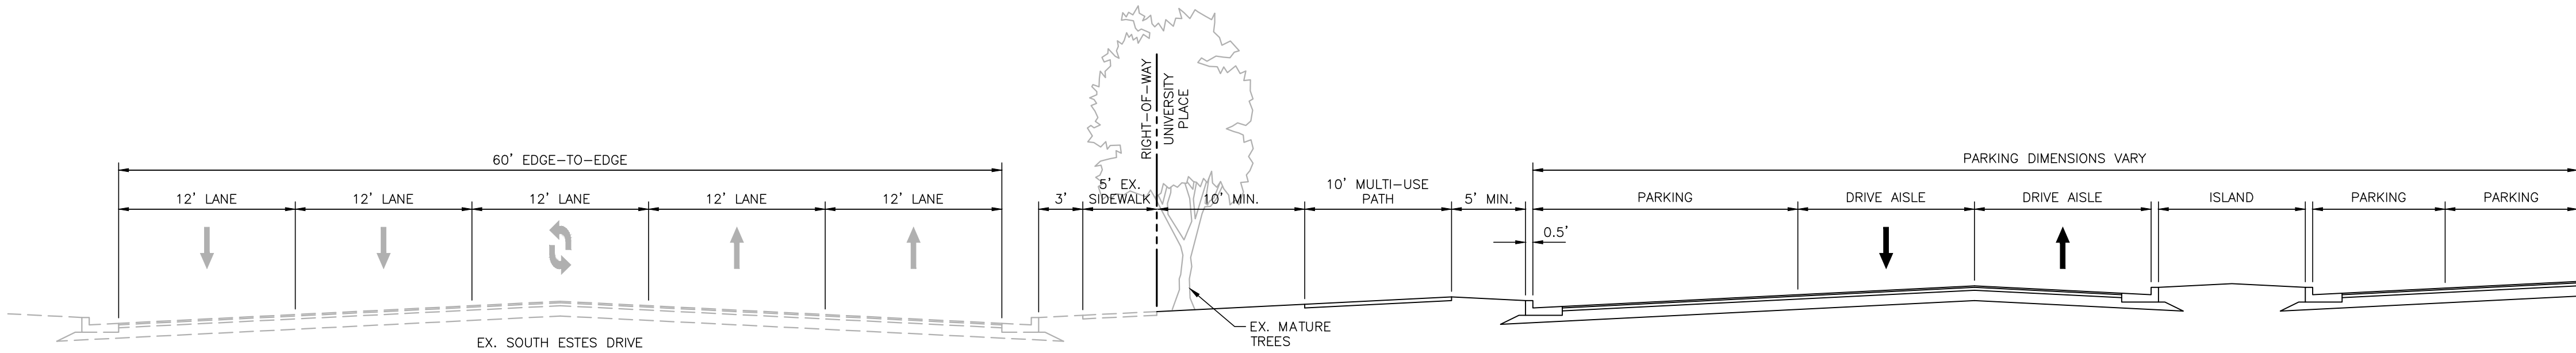 60' EDGE-TO-EDGE
12' LANE
12' LANE
12' LANE
12' LANE
12' LANE
EX. SOUTH ESTES DRIVE
3'
5' EX.
SIDEWALK
RIGHT-OF-WAY
UNIVERSITY
PLACE
10' MIN.
EX. MATURE
TREES
10' MULTI-USE
PATH
5' MIN.
0.5'
PARKING DIMENSIONS VARY
PARKING
DRIVE AISLE
DRIVE AISLE
ISLAND
PARKING
PARKING